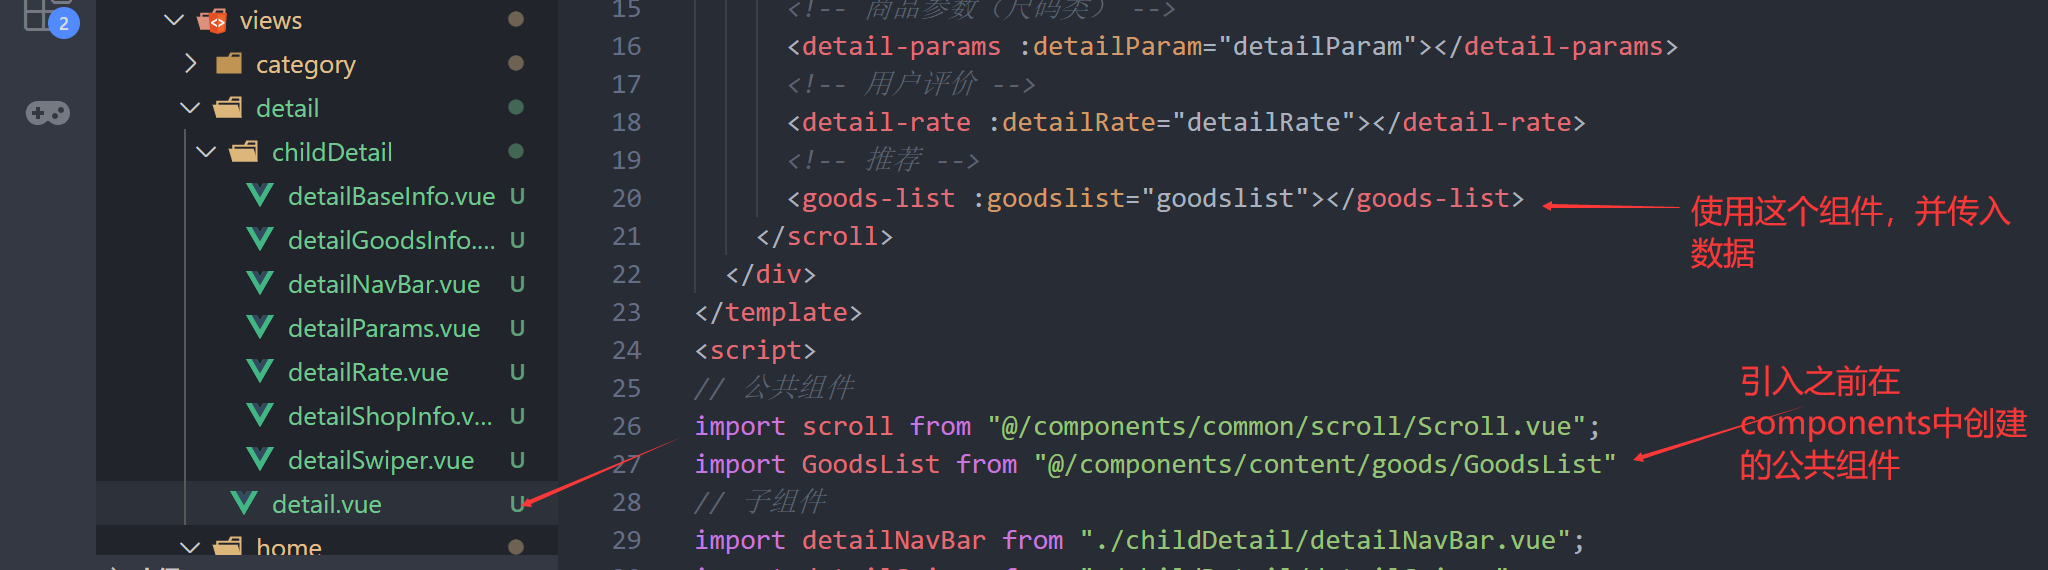 2
views
category
detail
childDetail
detailBaseInfo.vue U
detailGoodsInfo.... U
detailNavBar.vue U
detailParams.vue U
detailRate.vue U
detailShopInfo.v... U
detailSwiper.vue U
detail.vue U
home
15 <!-- 商品参数（尺码类） -->
16 <detail-params :detailParam="detailParam"></detail-params>
17 <!-- 用户评价 -->
18 <detail-rate :detailRate="detailRate"></detail-rate>
19 <!-- 推荐 -->
20 <goods-list :goodslist="goodslist"></goods-list>
21 </scroll>
22 </div>
23 </template>
24 <script>
25 // 公共组件
26 import scroll from "@/components/common/scroll/Scroll.vue";
27 import GoodsList from "@/components/content/goods/GoodsList"
28 // 子组件
29 import detailNavBar from "./childDetail/detailNavBar.vue";
使用这个组件，并传入
数据
引入之前在
components中创建
的公共组件